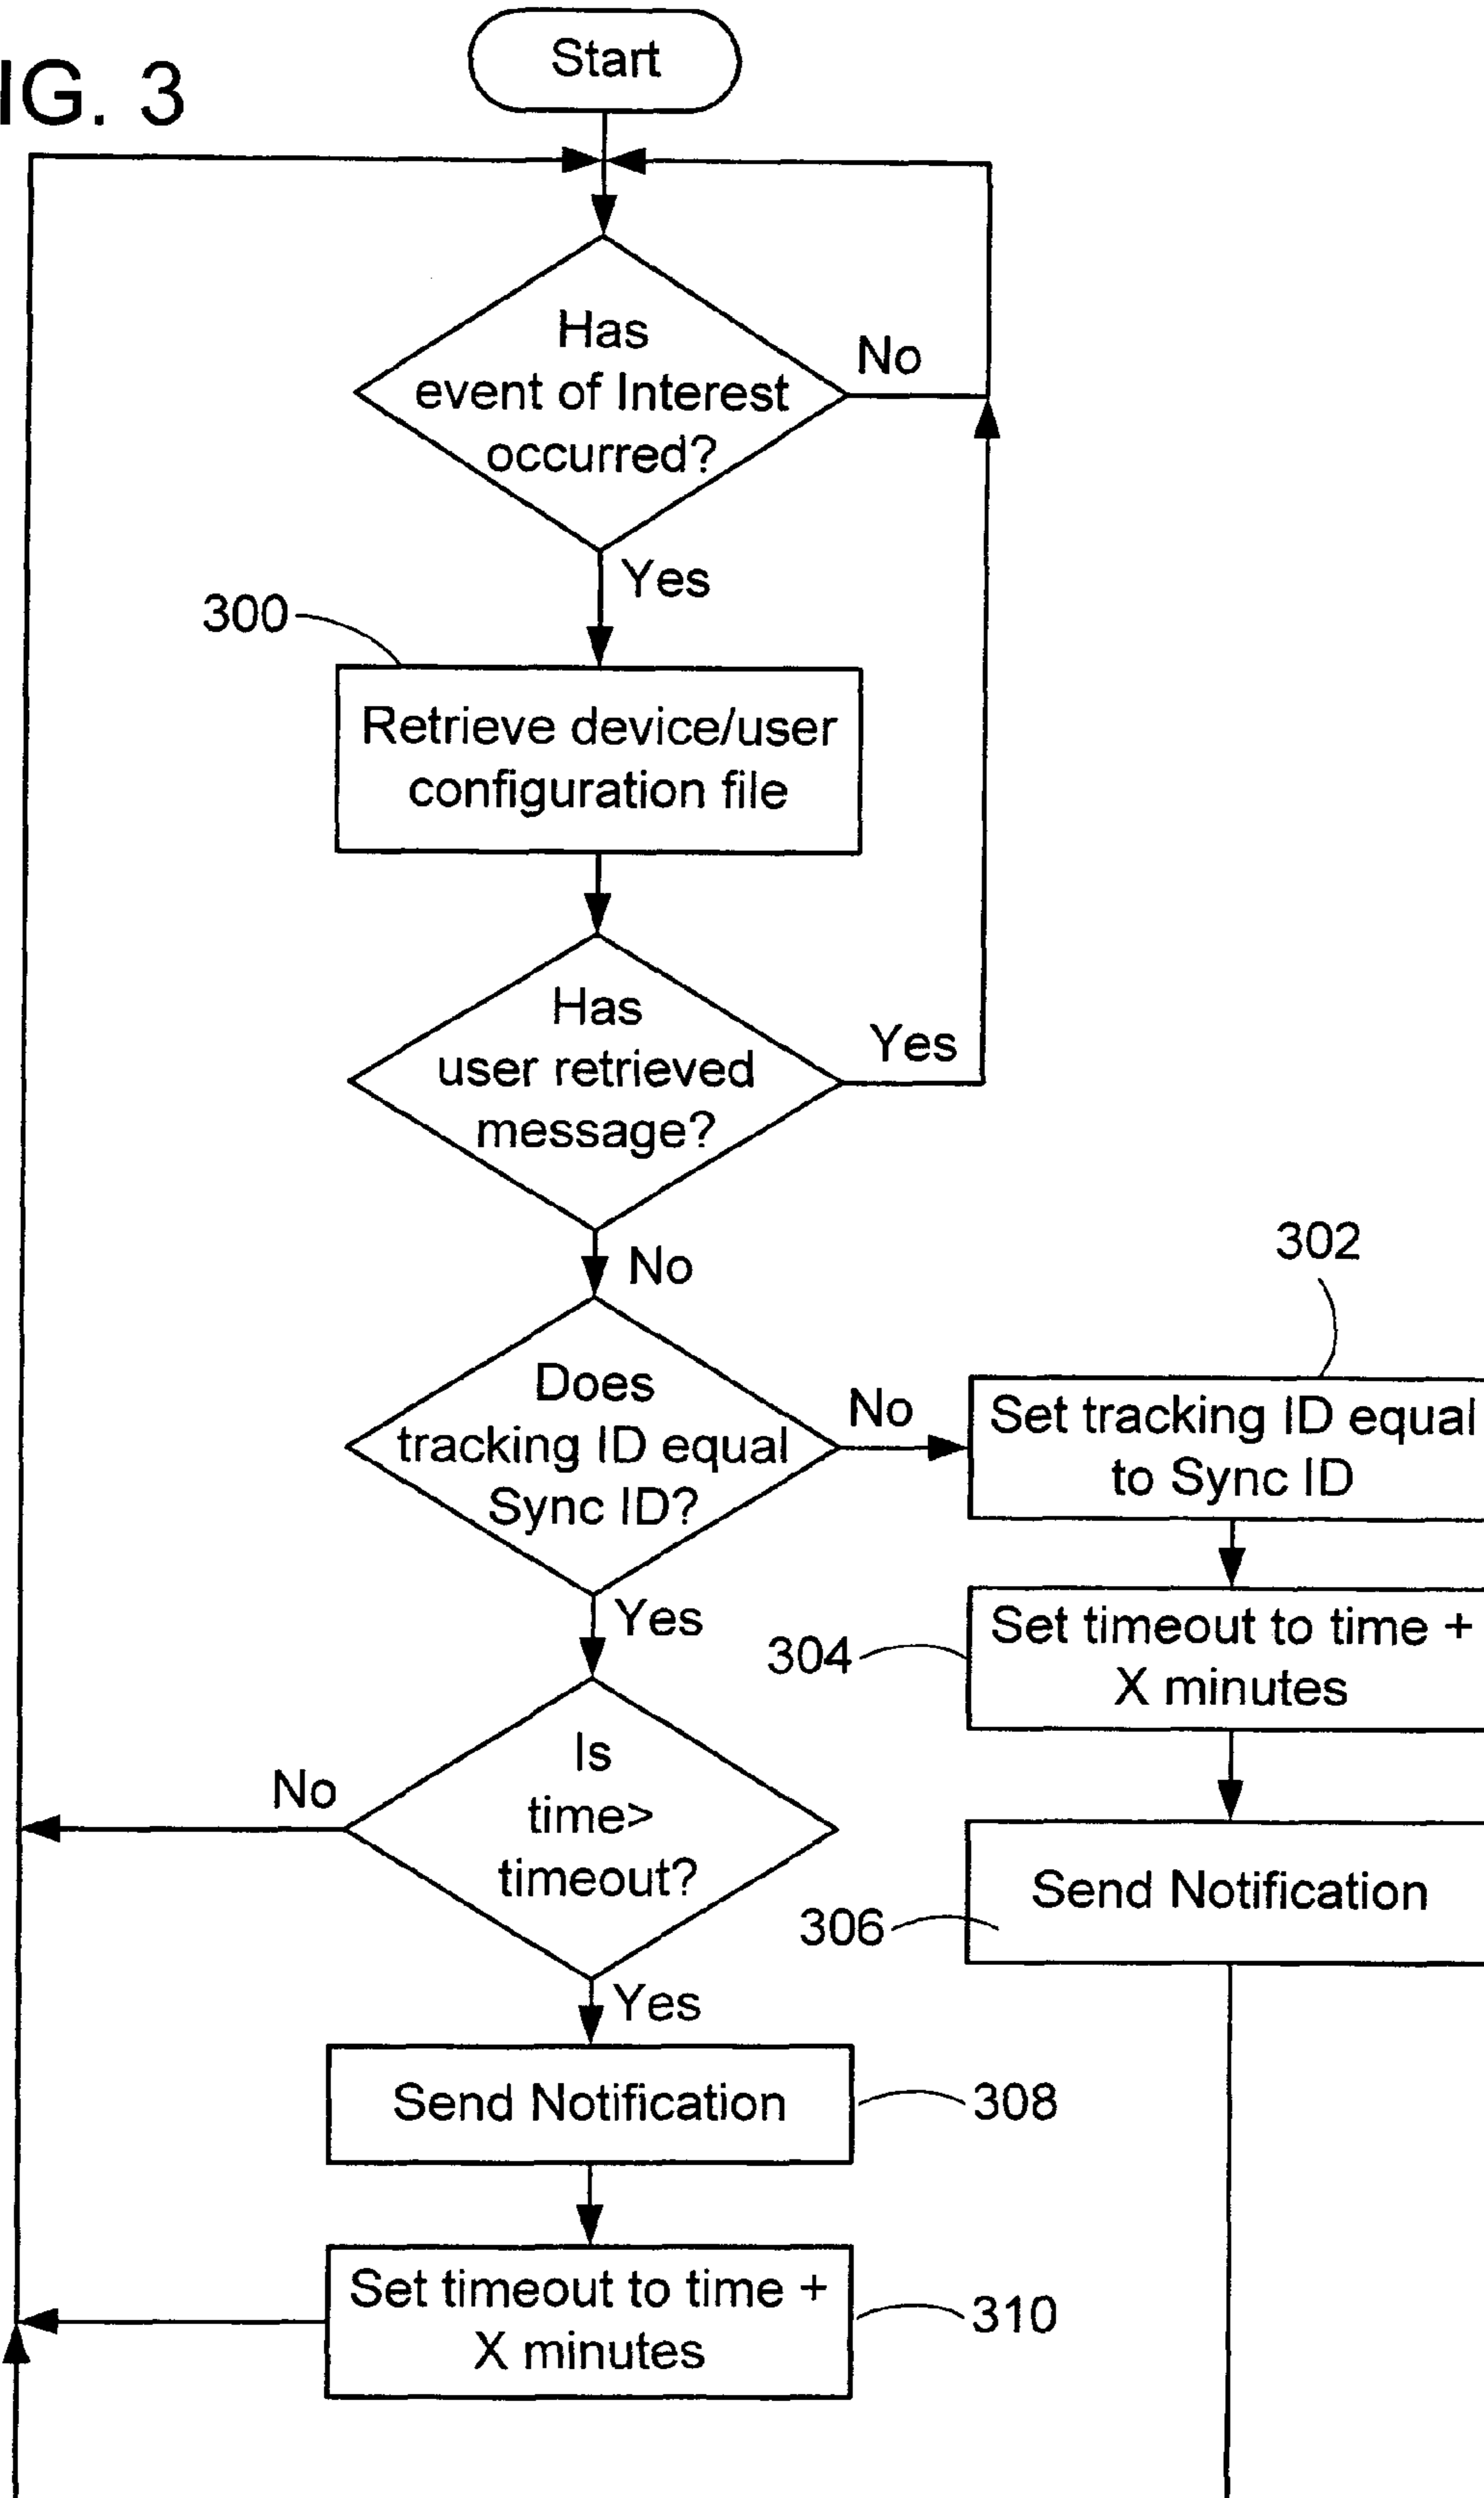 IG. 3
Start
Has
event of Interest
occurred?
No
Yes
300
Retrieve device/user
configuration file
Has
user retrieved
message?
Yes
No
302
Does
tracking ID equal
Sync ID?
No
Set tracking ID equal
to Sync ID
Yes
304
Set timeout to time +
X minutes
Is
time>
timeout?
No
306
Send Notification
Yes
Send Notification
308
Set timeout to time +
X minutes
310